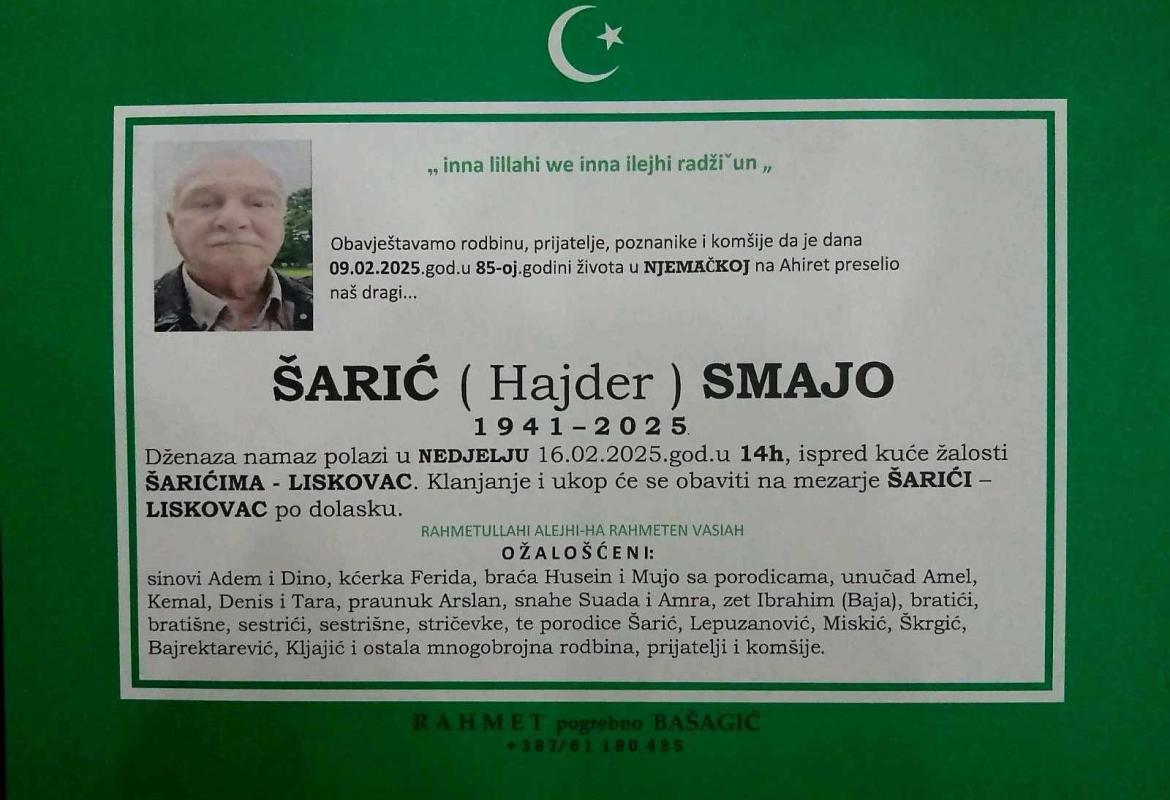 „ inna lillahi we inna ilejhi radžiˇun „
Obavještavamo rodbinu, prijatelje, poznanike i komšije da je dana
09.02.2025.god.u 85-oj.godini života u NJEMAČKOJ na Ahiret preselio
naš dragi...
ŠARIĆ ( Hajder ) SMAJO
1941–2025.
Dženaza namaz polazi u NEDJELJU 16.02.2025.god.u 14h, ispred kuće žalosti
ŠARIĆIMA - LISKOVAC. Klanjanje i ukop će se obaviti na mezarje ŠARIĆI –
LISKOVAC po dolasku.
RAHMETULLAHI ALEJHI-HA RAHMETEN VASIAH
OŽALOŠĆENI:
sinovi Adem i Dino, kćerka Ferida, braća Husein i Mujo sa porodicama, unučad Amel,
Kemal, Denis i Tara, praunuk Arslan, snahe Suada i Amra, zet Ibrahim (Baja), bratići,
bratišne, sestrići, sestrišne, stričevke, te porodice Šarić, Lepuzanović, Miskić, Škrgić,
Bajrektarević, Kljajić i ostala mnogobrojna rodbina, prijatelji i komšije.
RAHMET pogrebno BAŠAGIĆ
+387/61 180 425